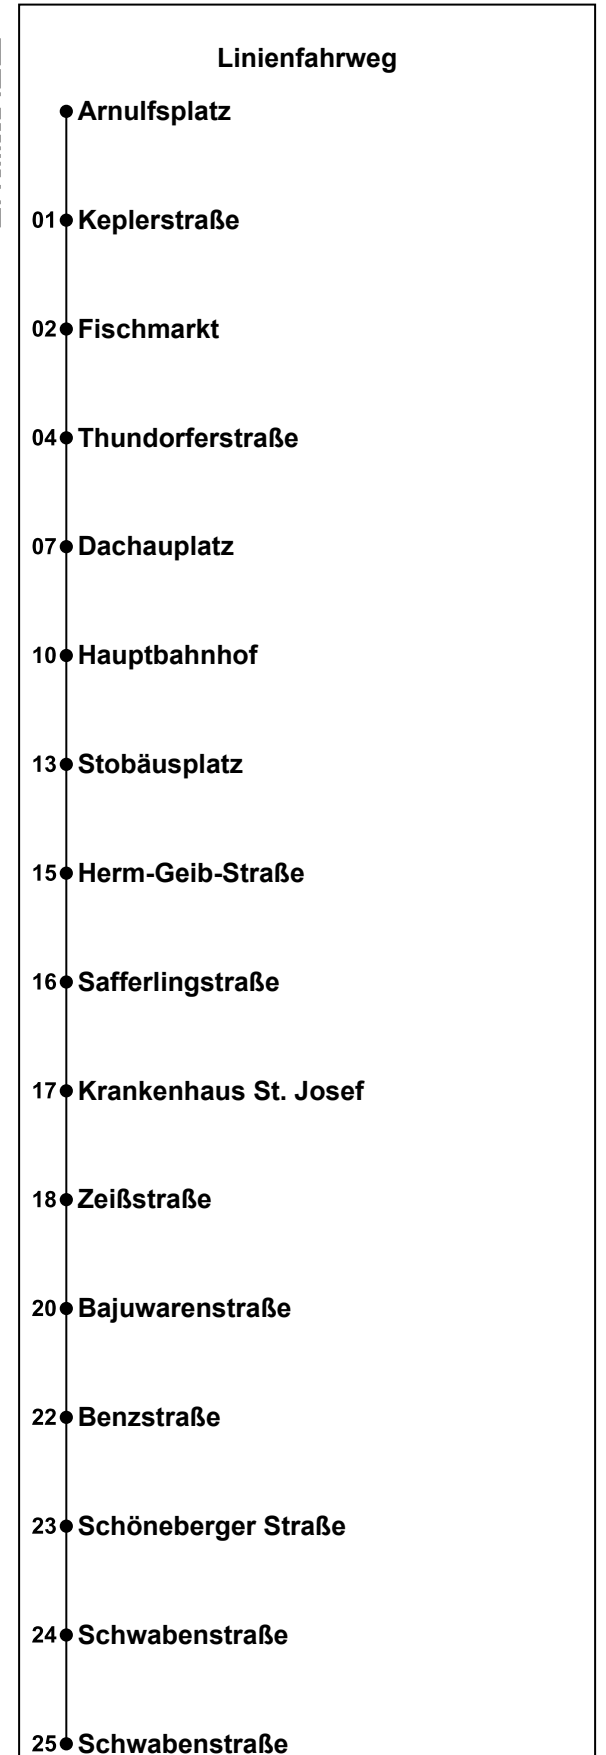 Linienfahrweg
Arnulfsplatz
01 Keplerstraße
02 Fischmarkt
04 Thundorferstraße
07 Dachauplatz
10 Hauptbahnhof
13 Stobäusplatz
15 Herm-Geib-Straße
16 Safferlingstraße
17 Krankenhaus St. Josef
18 Zeißstraße
20 Bajuwarenstraße
22 Benzstraße
23 Schöneberger Straße
24 Schwabenstraße
25 Schwabenstraße